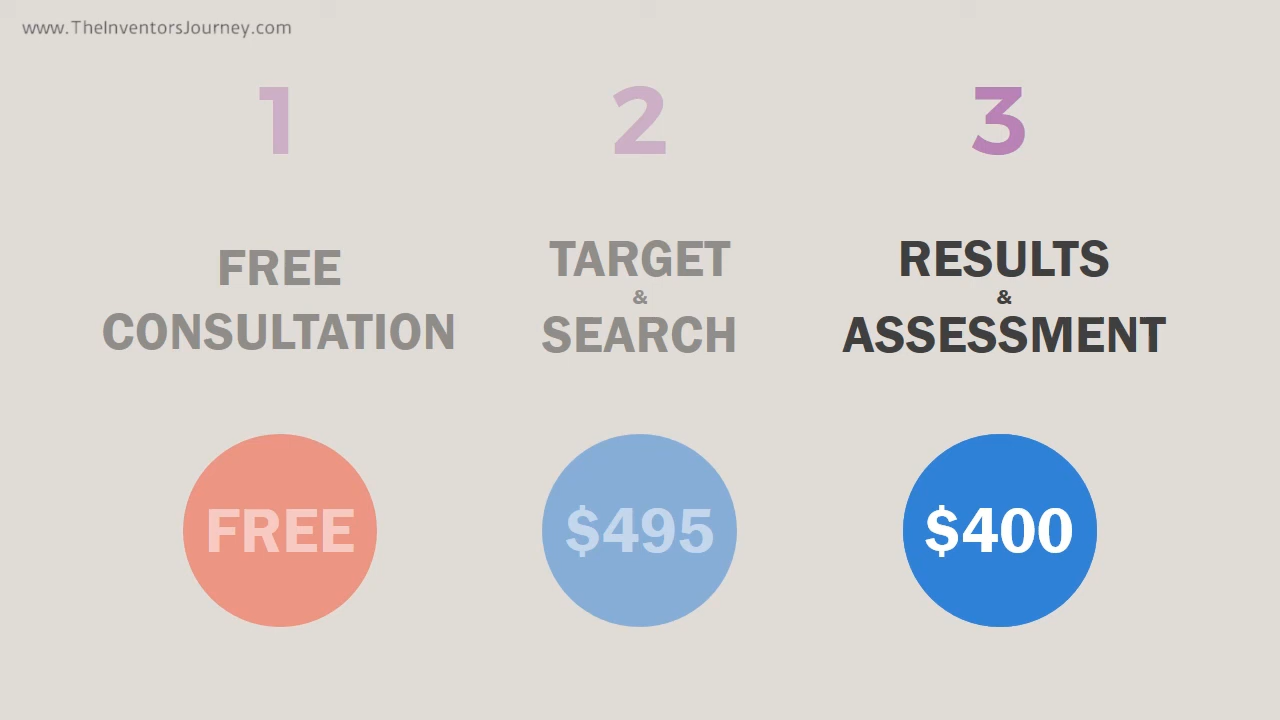 www.TheInventorsJourney.com
1
2
3
FREE
CONSULTATION
TARGET
&
SEARCH
RESULTS
&
ASSESSMENT
FREE
$495
$400